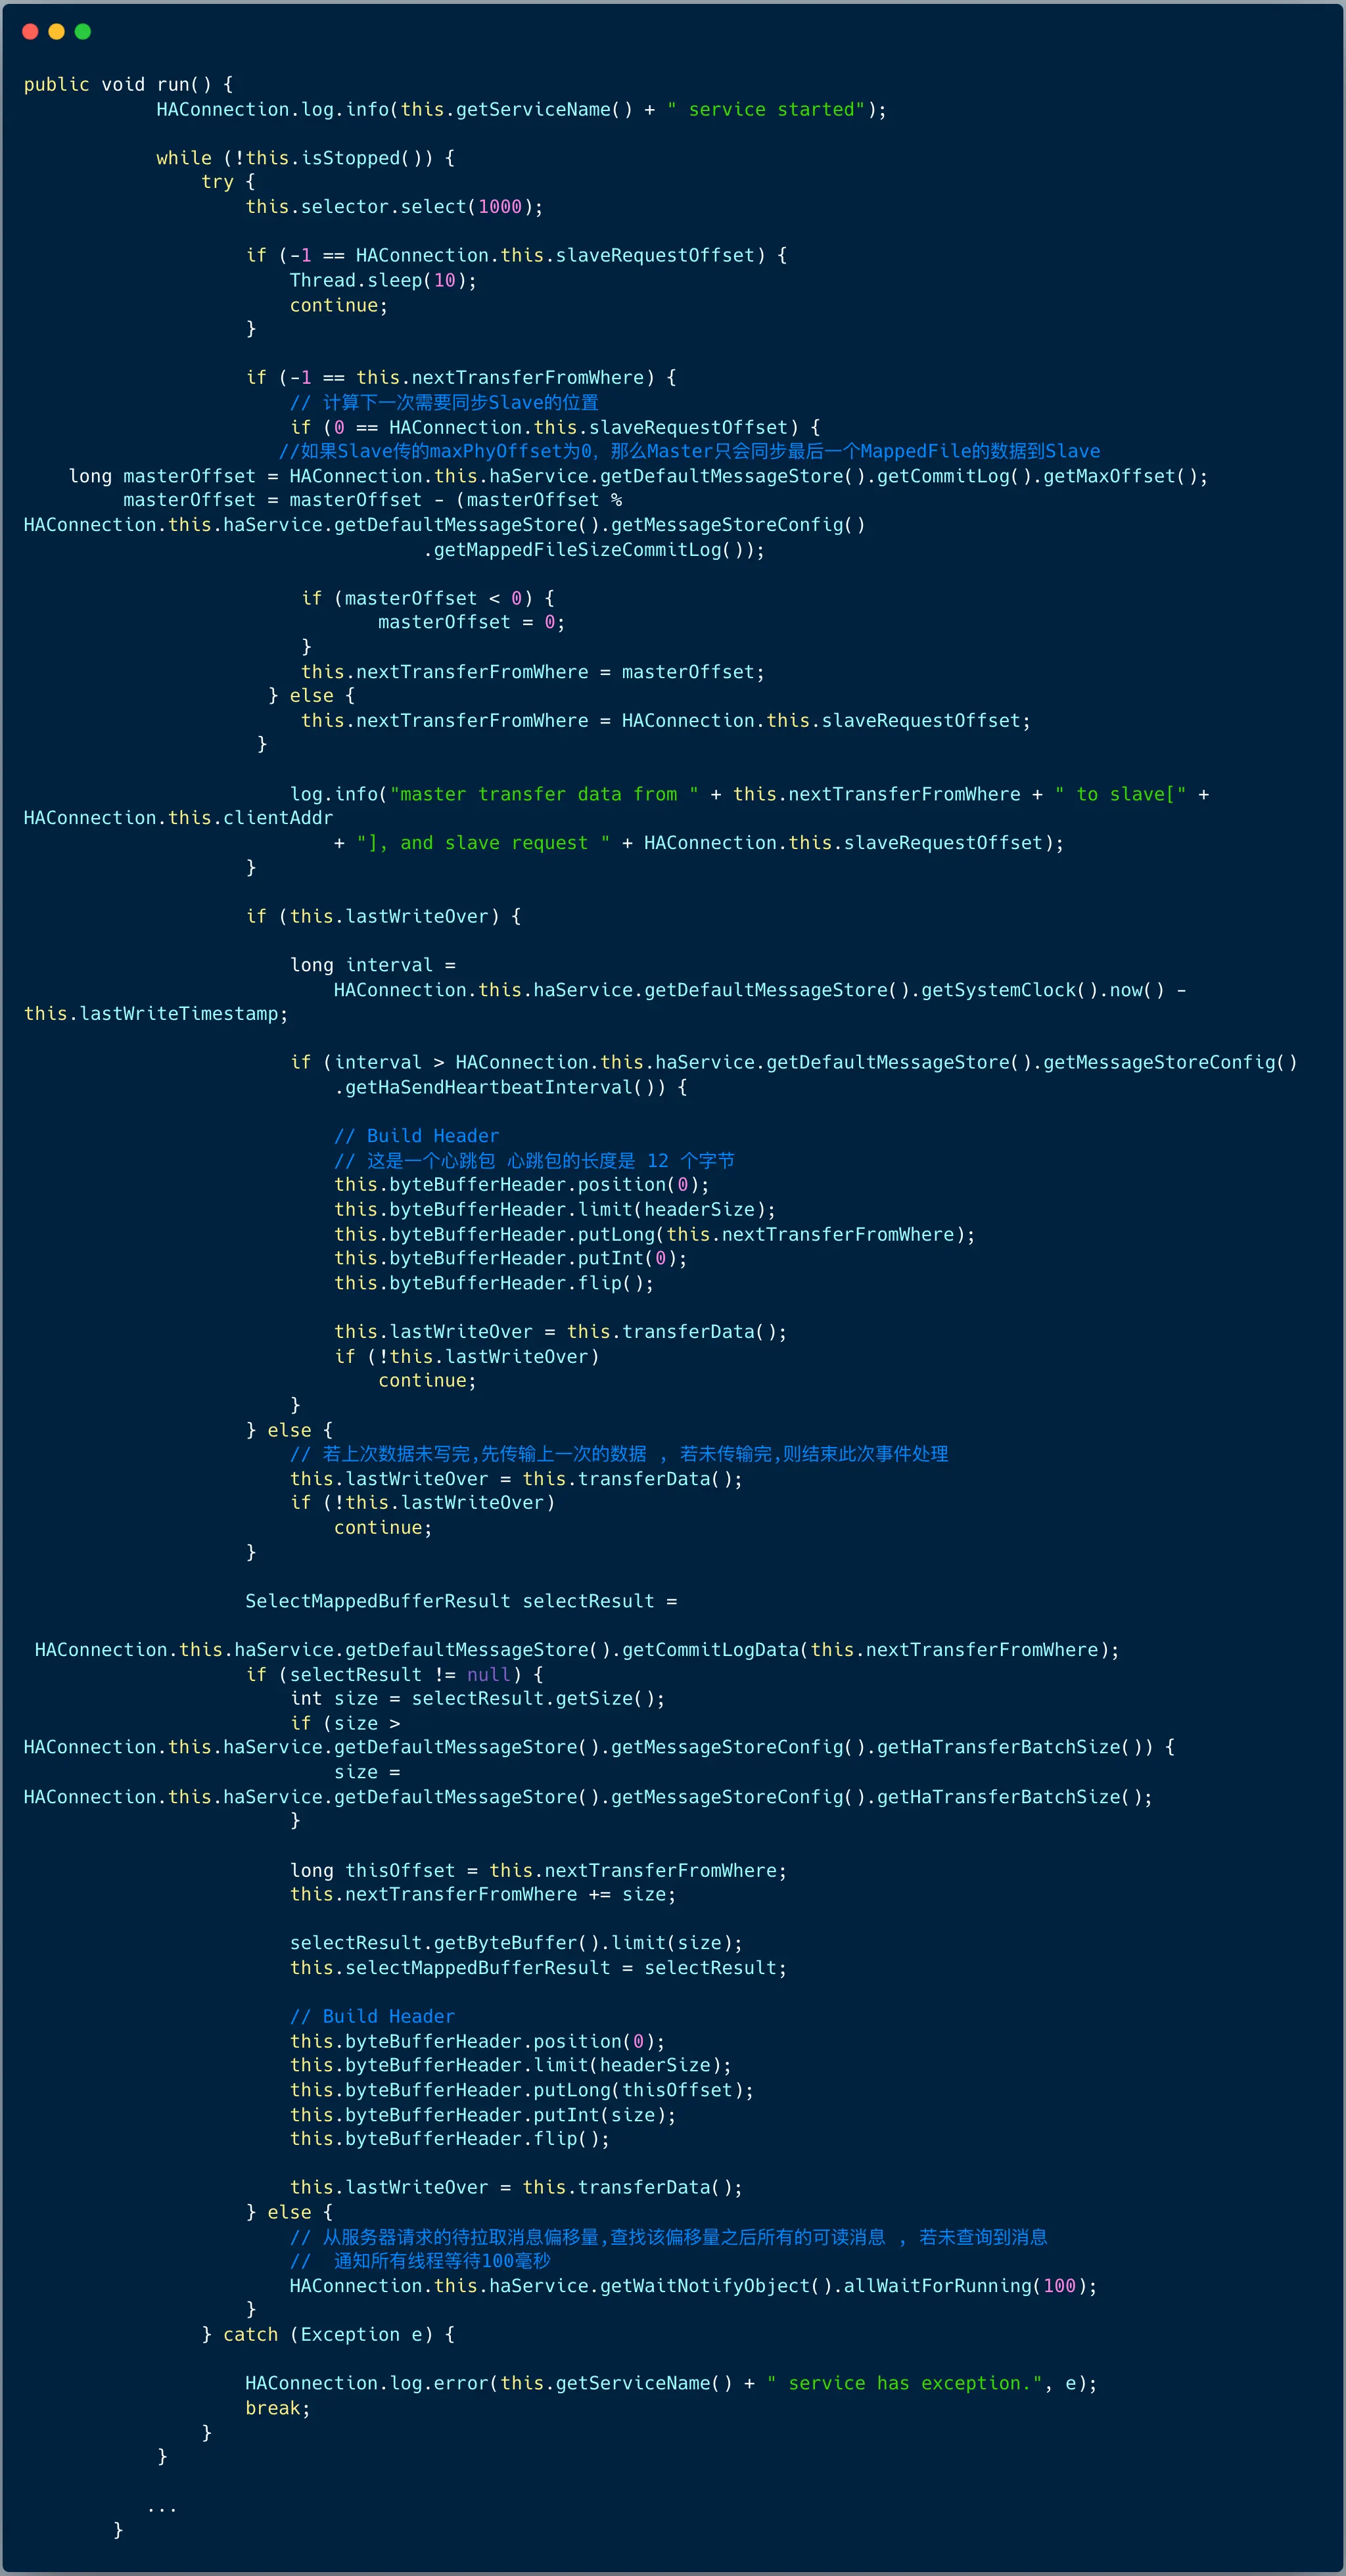 public void run() {
            HAConnection.log.info(this.getServiceName() + " service started");

            while (!this.isStopped()) {
                try {
                    this.selector.select(1000);

                    if (-1 == HAConnection.this.slaveRequestOffset) {
                        Thread.sleep(10);
                        continue;
                    }

                    if (-1 == this.nextTransferFromWhere) {
                        // 计算下一次需要同步Slave的位置
                        if (0 == HAConnection.this.slaveRequestOffset) {
                       //如果Slave传的maxPhyOffset为0，那么Master只会同步最后一个MappedFile的数据到Slave
    long masterOffset = HAConnection.this.haService.getDefaultMessageStore().getCommitLog().getMaxOffset();
         masterOffset = masterOffset - (masterOffset %
HAConnection.this.haService.getDefaultMessageStore().getMessageStoreConfig()
                                    .getMappedFileSizeCommitLog());

                         if (masterOffset < 0) {
                                masterOffset = 0;
                         }
                         this.nextTransferFromWhere = masterOffset;
                      } else {
                         this.nextTransferFromWhere = HAConnection.this.slaveRequestOffset;
                     }

                        log.info("master transfer data from " + this.nextTransferFromWhere + " to slave[" +
HAConnection.this.clientAddr
                            + "], and slave request " + HAConnection.this.slaveRequestOffset);
                    }

                    if (this.lastWriteOver) {

                        long interval =
                            HAConnection.this.haService.getDefaultMessageStore().getSystemClock().now() -
this.lastWriteTimestamp;

                        if (interval > HAConnection.this.haService.getDefaultMessageStore().getMessageStoreConfig()
                            .getHaSendHeartbeatInterval()) {

                            // Build Header
                            // 这是一个心跳包 心跳包的长度是 12 个字节
                            this.byteBufferHeader.position(0);
                            this.byteBufferHeader.limit(headerSize);
                            this.byteBufferHeader.putLong(this.nextTransferFromWhere);
                            this.byteBufferHeader.putInt(0);
                            this.byteBufferHeader.flip();

                            this.lastWriteOver = this.transferData();
                            if (!this.lastWriteOver)
                                continue;
                        }
                    } else {
                        // 若上次数据未写完,先传输上一次的数据 , 若未传输完,则结束此次事件处理
                        this.lastWriteOver = this.transferData();
                        if (!this.lastWriteOver)
                            continue;
                    }

                    SelectMappedBufferResult selectResult =

 HAConnection.this.haService.getDefaultMessageStore().getCommitLogData(this.nextTransferFromWhere);
                    if (selectResult != null) {
                        int size = selectResult.getSize();
                        if (size >
HAConnection.this.haService.getDefaultMessageStore().getMessageStoreConfig().getHaTransferBatchSize()) {
                            size =
HAConnection.this.haService.getDefaultMessageStore().getMessageStoreConfig().getHaTransferBatchSize();
                        }

                        long thisOffset = this.nextTransferFromWhere;
                        this.nextTransferFromWhere += size;

                        selectResult.getByteBuffer().limit(size);
                        this.selectMappedBufferResult = selectResult;

                        // Build Header
                        this.byteBufferHeader.position(0);
                        this.byteBufferHeader.limit(headerSize);
                        this.byteBufferHeader.putLong(thisOffset);
                        this.byteBufferHeader.putInt(size);
                        this.byteBufferHeader.flip();

                        this.lastWriteOver = this.transferData();
                    } else {
                        // 从服务器请求的待拉取消息偏移量,查找该偏移量之后所有的可读消息 , 若未查询到消息
                        //  通知所有线程等待100毫秒
                        HAConnection.this.haService.getWaitNotifyObject().allWaitForRunning(100);
                    }
                } catch (Exception e) {

                    HAConnection.log.error(this.getServiceName() + " service has exception.", e);
                    break;
                }
            }

           ...
        }